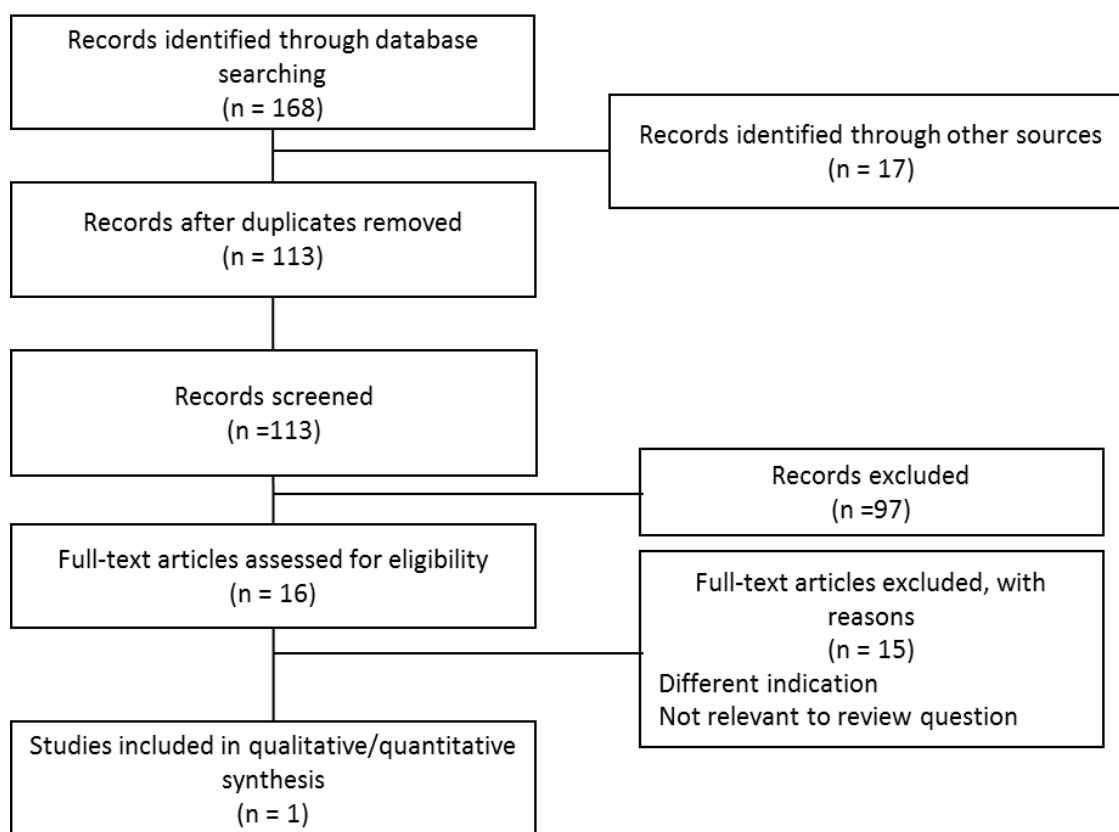 Records identified through database
searching
(n = 168)
Records identified through other sources
(n = 17)
Records after duplicates removed
(n = 113)
Records screened
(n =113)
Records excluded
(n =97)
Full-text articles assessed for eligibility
(n = 16)
Full-text articles excluded, with
reasons
(n = 15)
Different indication
Not relevant to review question
Studies included in qualitative/quantitative
synthesis
(n = 1)